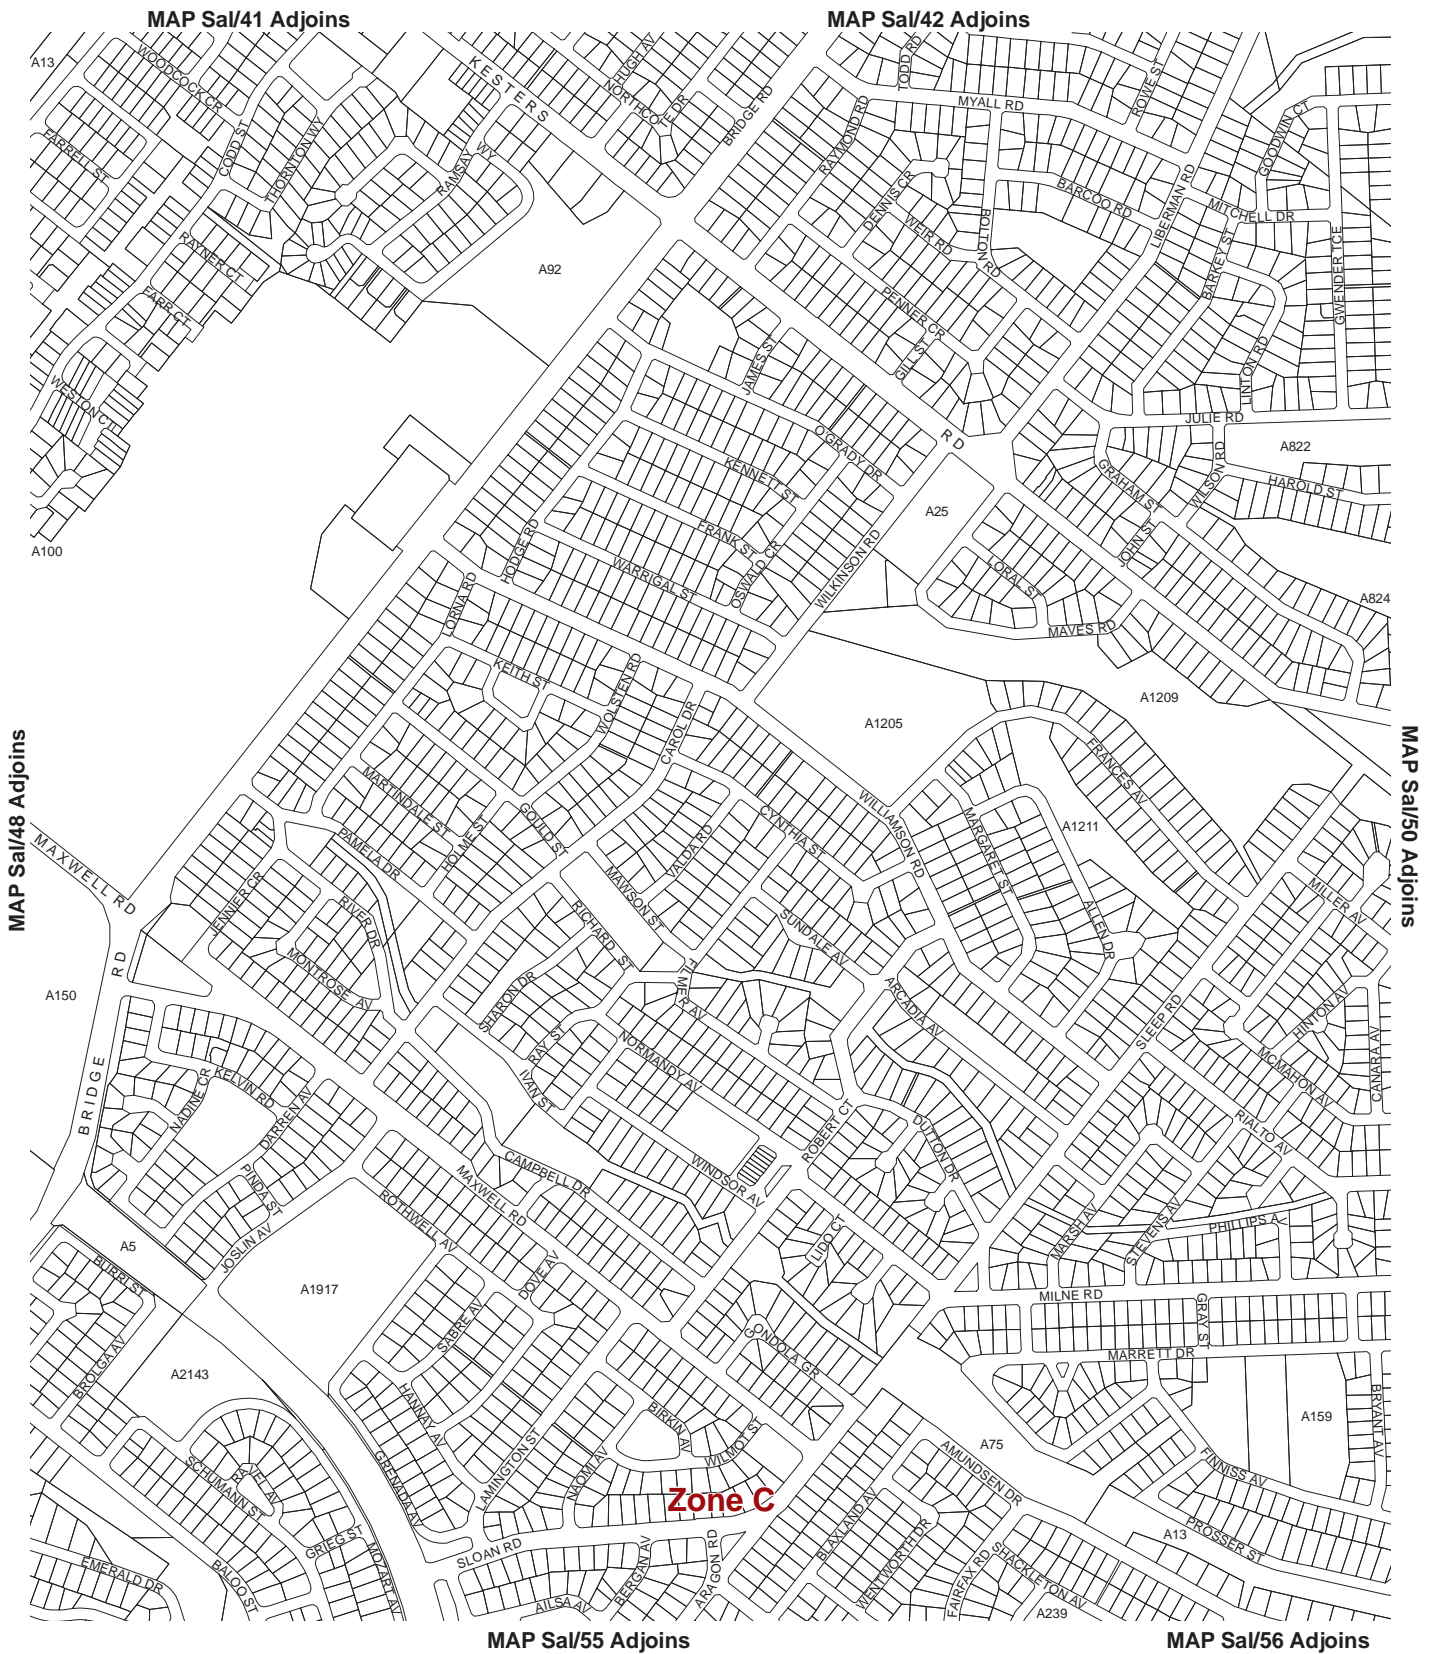 MAP Sal/41 Adjoins
MAP Sal/42 Adjoins
A13
WOODCOCK CR
KESTERS
HUGH AV
NORTHCOTE DR
BRIDGE RD
TODD RD
MYALL RD
ROWE ST
RAYMOND RD
GOODWIN CT
FARRELL ST
CODD ST
THORNTON WY
RAMSAY WY
DENNIS CR
BARCOO RD
LIBERMAN RD
MITCHELL DR
WEIR RD
BOLTON RD
RAYNER CT
A92
BARKEY ST
GWENDER TCE
FARR CT
PENNER CR
GILL ST
JAMES ST
LINTON RD
WESTON CT
JULIE RD
RD
O'GRADY DR
A822
KENNETT ST
GRAHAM ST
WILSON RD
HAROLD ST
A25
A100
HODGE RD
FRANK ST
JOHN ST
WARRIGAL ST
OSWALD CR
WILKINSON RD
LORAL ST
LORNA RD
A824
MAVES RD
KEITH ST
WOLSTEN RD
A1209
CAROL DR
A1205
MAP Sal/48 Adjoins
MAP Sal/50 Adjoins
FRANCES AV
MARTINDALE ST
GOULD ST
CYNTHIA ST
WILLIAMSON RD
MARGARET ST
A1211
MAXWELL RD
PAMELA DR
HOLME ST
VALDA RD
MAWSON ST
JENNIFER CR
RIVER DR
RICHARD ST
SUNDALE AV
ALLEN DR
MILLER AV
MONTROSE AV
RD
SHARON DR
FILMER AV
ARCADIA AV
A150
SLEEP RD
HINTON AV
RAY ST
NORMANDY AV
BRIDGE
KELVIN RD
NADINE CR
DARREN AV
IVAN ST
MCMAHON AV
CANARA AV
ROBERT CT
DUTTON DR
RIALTO AV
WINDSOR AV
CAMPBELL DR
PINDA ST
MAXWELL RD
ROTHWELL AV
MARSH AV
STEVENS AV
PHILLIPS A
LIDO CT
A5
JOSLIN AV
BURRI ST
A1917
DOVE AV
MILNE RD
SABRE AV
GRAY ST
GONDOLA GR
MARRETT DR
BROLGA AV
A2143
HANNAY AV
BIRKIN AV
WILMOT ST
BRYANT AV
A159
A75
AMUNDSEN DR
SCHUMANN ST
RAVEL AV
GRENADA AV
AMINGTON ST
NAOMI AV
FINNISS AV
Zone C
BLAXLAND AV
WENTWORTH DR
A13
PROSSER ST
GRIEG ST
SLOAN RD
BERGAN AV
ARAGON RD
FAIRFAX RD
SHACKLETON AV
EMERALD DR
BALOO ST
MOZART AV
AILSA AV
A239
MAP Sal/55 Adjoins
MAP Sal/56 Adjoins